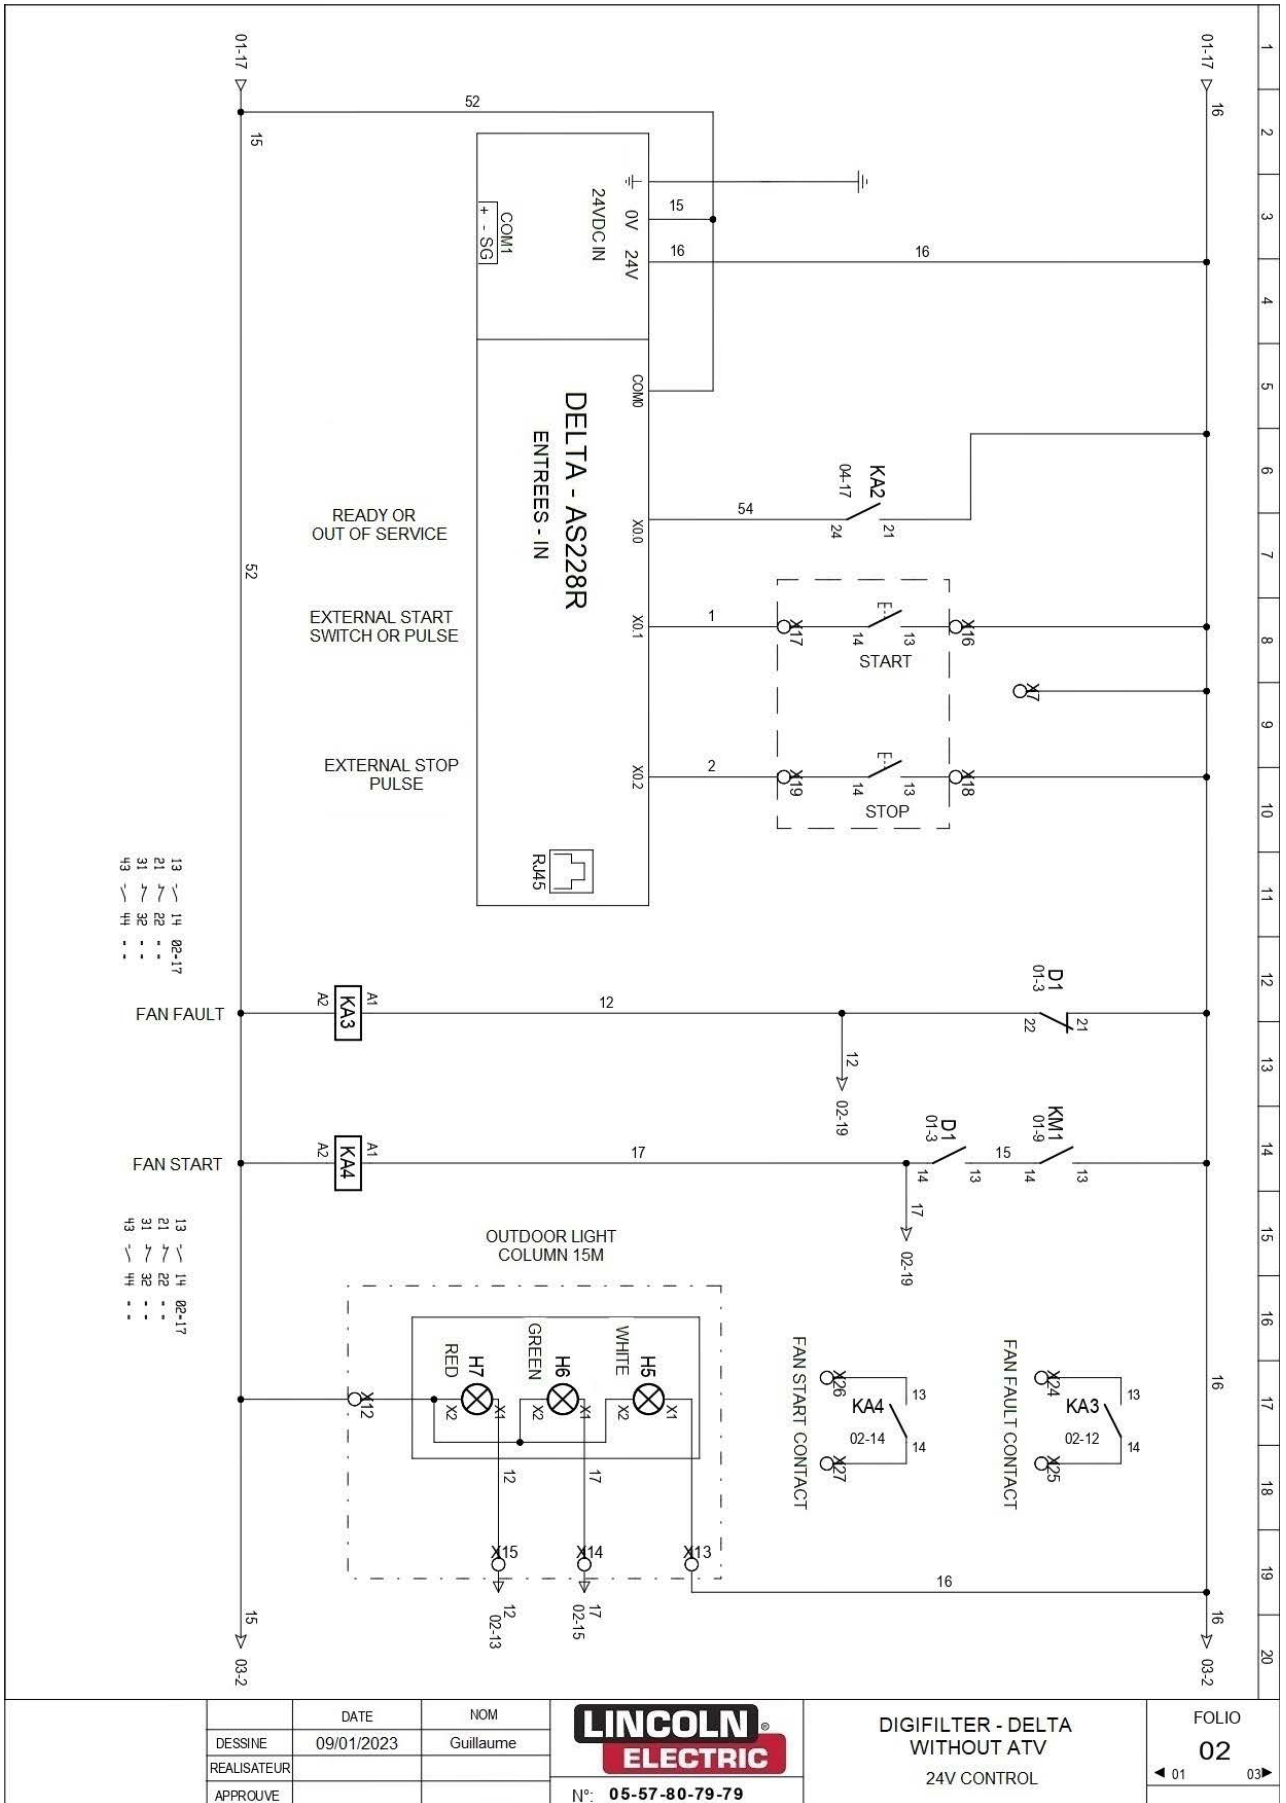 1
2
3
4
5
6
7
8
9
10
11
12
13
14
15
16
17
18
19
20
01-17
16
01-17
15
52
24VDC IN
0V
24V
15
16
16
COM1
+ - SG
COM0
DELTA - AS228R
ENTREES - IN
KA2
04-17
24
21
54
X0.0
READY OR
OUT OF SERVICE
52
EXTERNAL START
SWITCH OR PULSE
X0.1
1
X17
14
E-
13
X16
START
X7
EXTERNAL STOP
PULSE
X0.2
2
X19
14
E-
13
X18
STOP
RJ45
13 14 02-17
21 22 - -
31 32 - -
43 44 - -
FAN FAULT
A2
KA3
A1
12
D1
01-3
22
21
12
02-19
FAN START
A2
KA4
A1
17
D1
01-3
14
13
15
KM1
01-9
14
13
17
02-19
13 14 02-17
21 22 - -
31 32 - -
43 44 - -
OUTDOOR LIGHT
COLUMN 15M
RED
H7
X2
X1
GREEN
H6
X2
X1
WHITE
H5
X2
X1
X12
12
17
X15
X14
X13
12
02-13
17
02-15
16
FAN START CONTACT
X26
13
KA4
02-14
14
X27
FAN FAULT CONTACT
X24
13
KA3
02-12
14
X25
16
15
03-2
16
03-2
DATE
NOM
DESSINE
09/01/2023
Guillaume
REALISATEUR
APPROUVE
LINCOLN ®
ELECTRIC
N°: 05-57-80-79-79
DIGIFILTER - DELTA
WITHOUT ATV
24V CONTROL
FOLIO
02
01
03